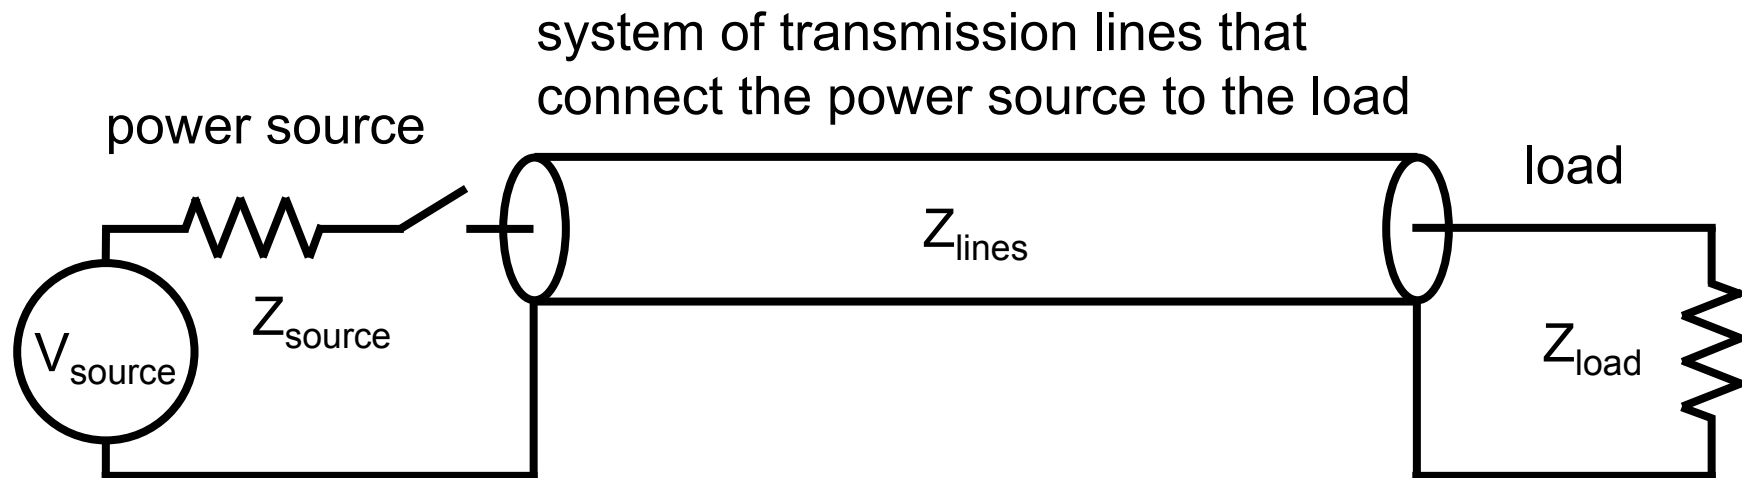 system of transmission lines that
connect the power source to the load
power source
load
Zlines
Zsource
Vsource
Zload